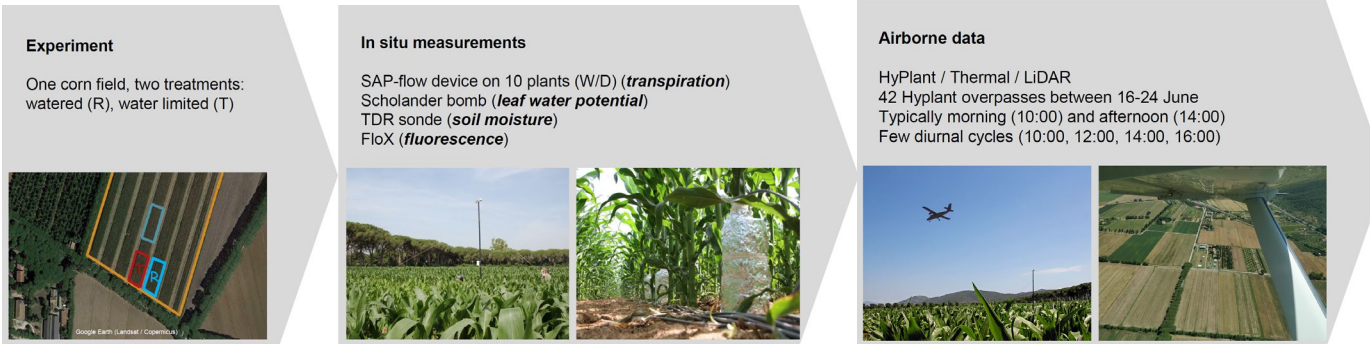 Experiment
One corn field, two treatments:
watered (R), water limited (T)
R
Google Earth (Landsat / Copernicus)
In situ measurements
SAP-flow device on 10 plants (W/D) (transpiration)
Scholander bomb (leaf water potential)
TDR sonde (soil moisture)
FloX (fluorescence)
Airborne data
HyPlant / Thermal / LiDAR
42 Hyplant overpasses between 16-24 June
Typically morning (10:00) and afternoon (14:00)
Few diurnal cycles (10:00, 12:00, 14:00, 16:00)